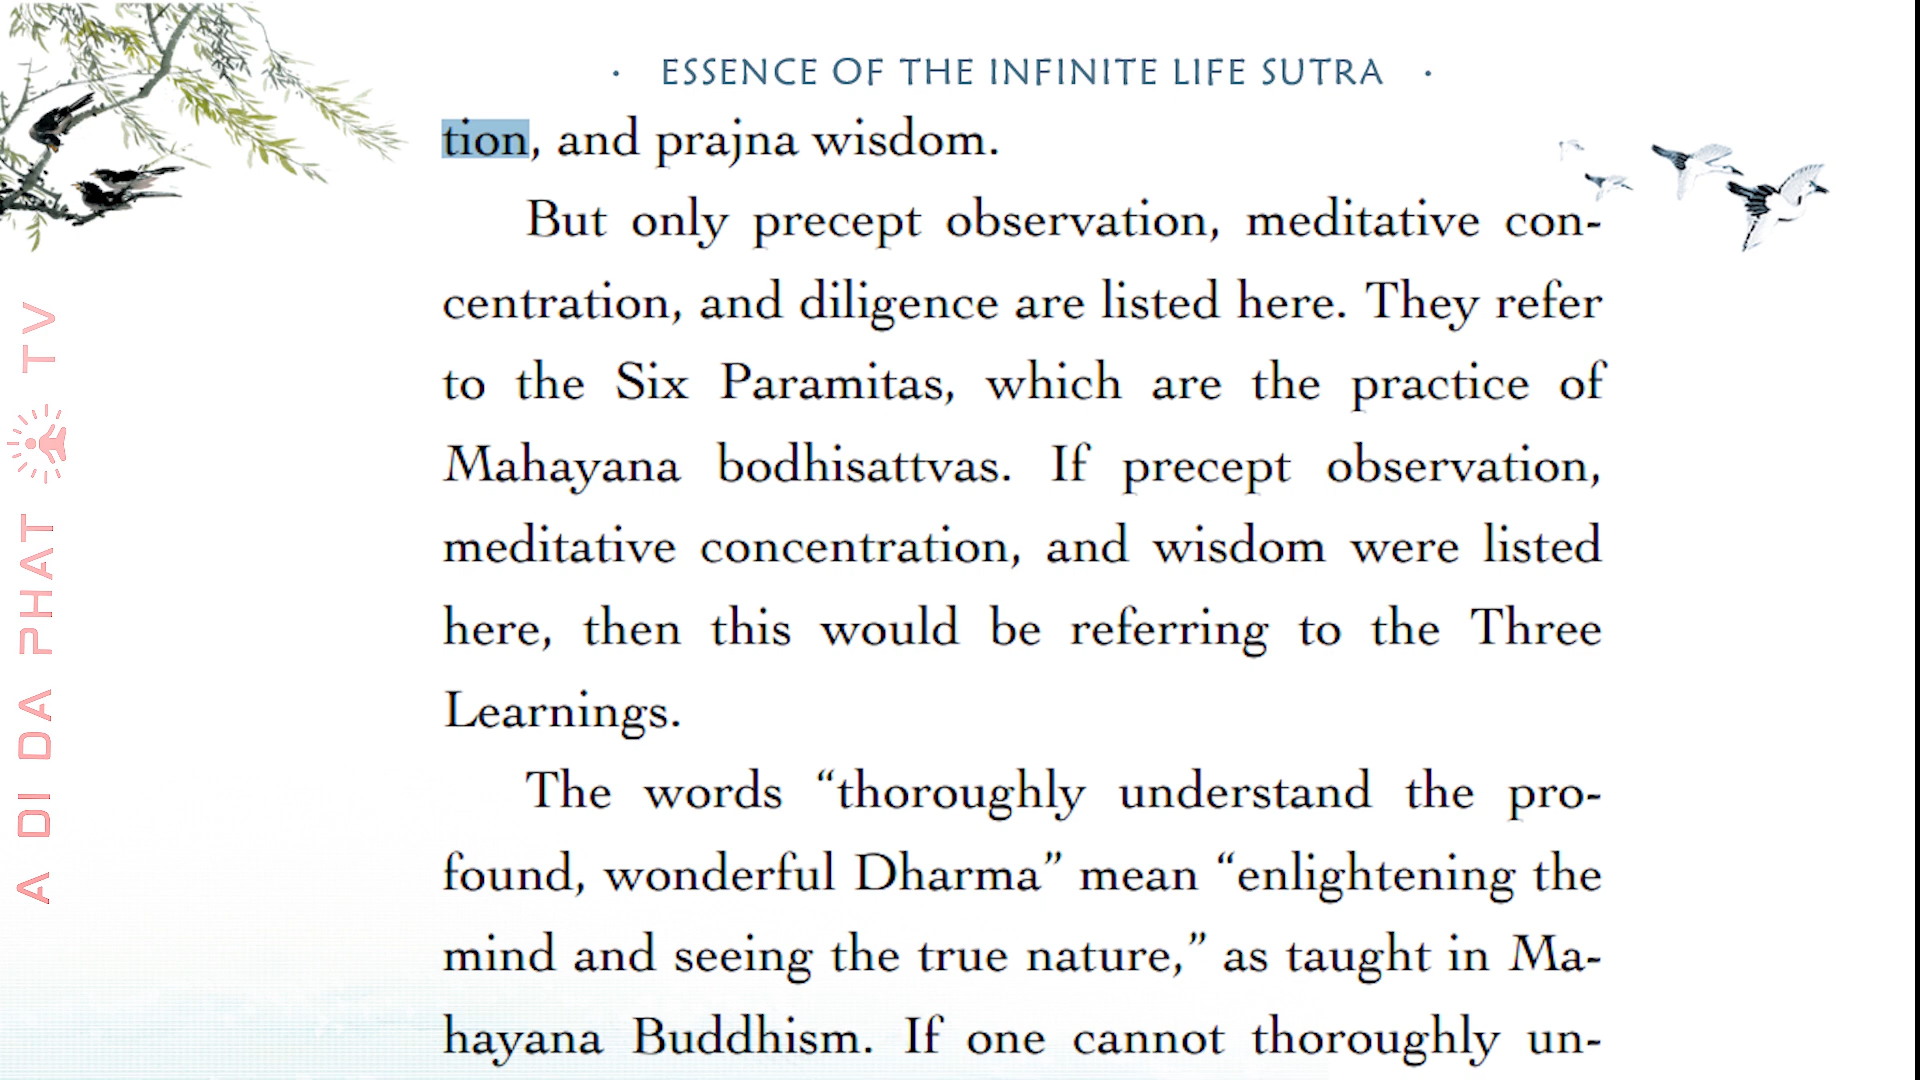 · ESSENCE OF THE INFINITE LIFE SUTRA ·
tion, and prajna wisdom.
But only precept observation, meditative con-
centration, and diligence are listed here. They refer
to the Six Paramitas, which are the practice of
Mahayana bodhisattvas. If precept observation,
meditative concentration, and wisdom were listed
here, then this would be referring to the Three
Learnings.
The words “thoroughly understand the pro-
found, wonderful Dharma” mean “enlightening the
mind and seeing the true nature,” as taught in Ma-
hayana Buddhism. If one cannot thoroughly un-
A DI DA PHAT TV